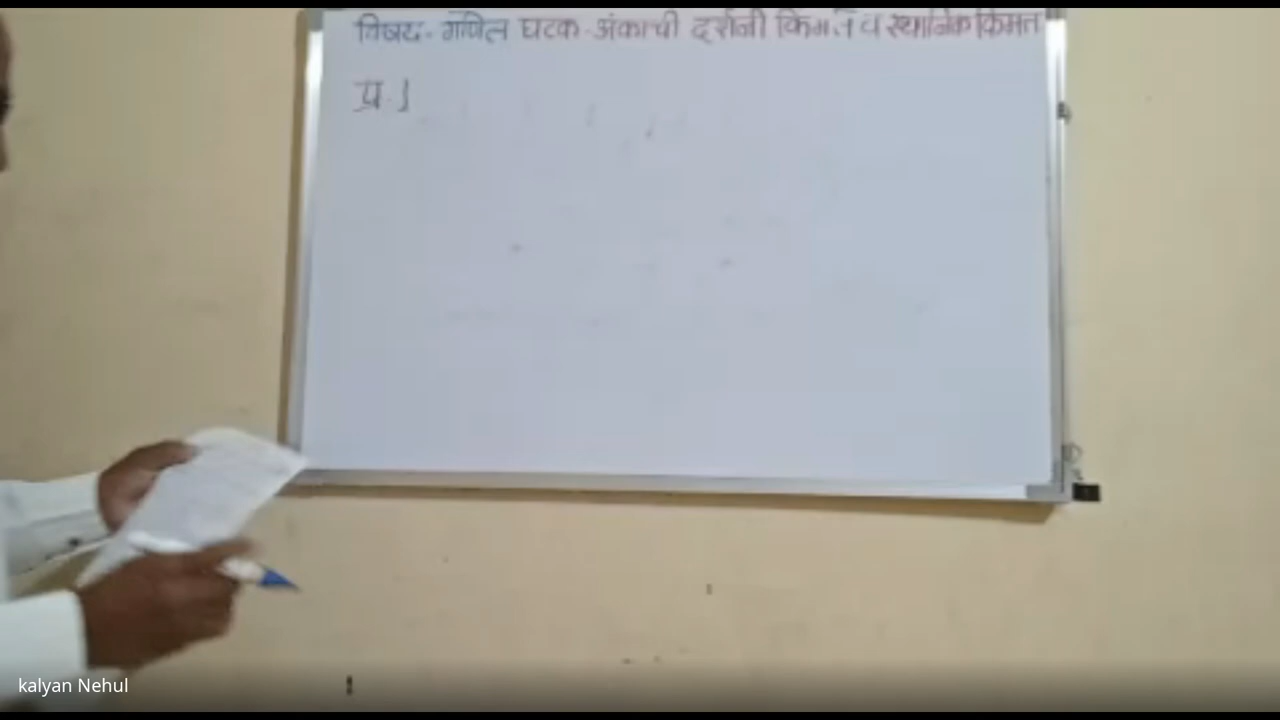 विषय - गणित घटक - अंकाची दर्शनी किंमत व स्थानिक किंमत
प्र. 1
kalyan Nehul